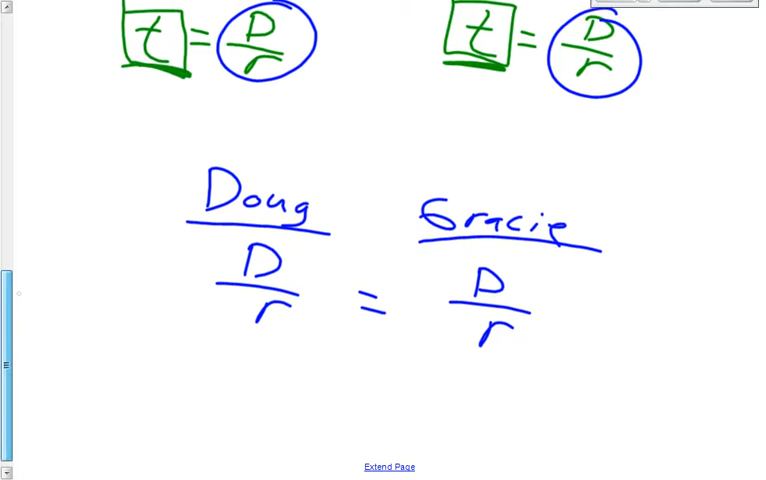 t = D/r t = D/r
Doug Gracie
D/r = D/r
Extend Page